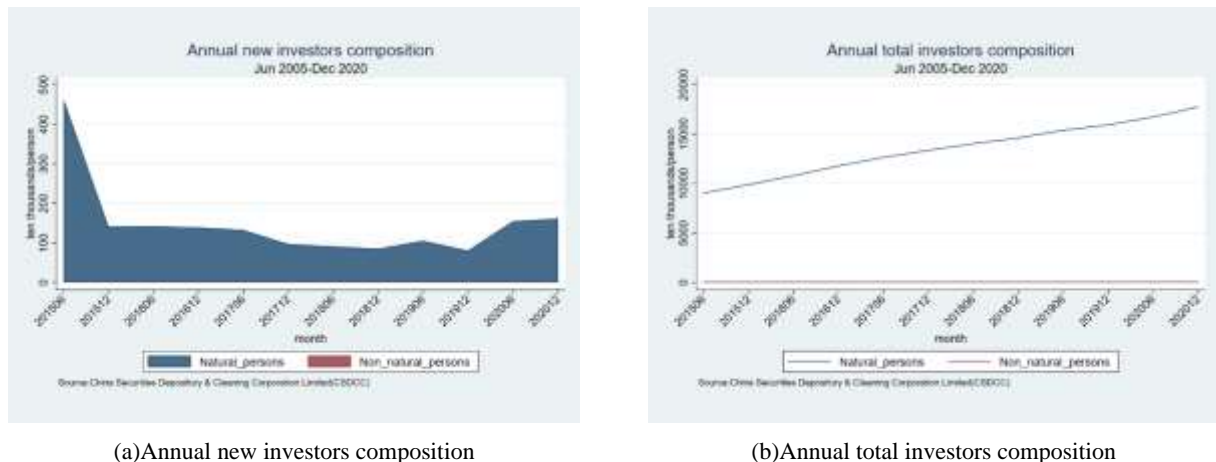 Annual new investors composition
Jun 2005-Dec 2020
ten thousands/person
500
400
300
200
100
0
201506
201512
201606
201612
201706
201712
201806
201812
201906
201912
202006
202012
month
Natural_persons
Non_natural_persons
Source:China Securities Depository & Clearing Corporation Limited(CSDCC)
(a)Annual new investors composition
Annual total investors composition
Jun 2005-Dec 2020
ten thousands/person
20000
15000
10000
5000
0
201506
201512
201606
201612
201706
201712
201806
201812
201906
201912
202006
202012
month
Natural_persons
Non_natural_persons
Source:China Securities Depository & Clearing Corporation Limited(CSDCC)
(b)Annual total investors composition